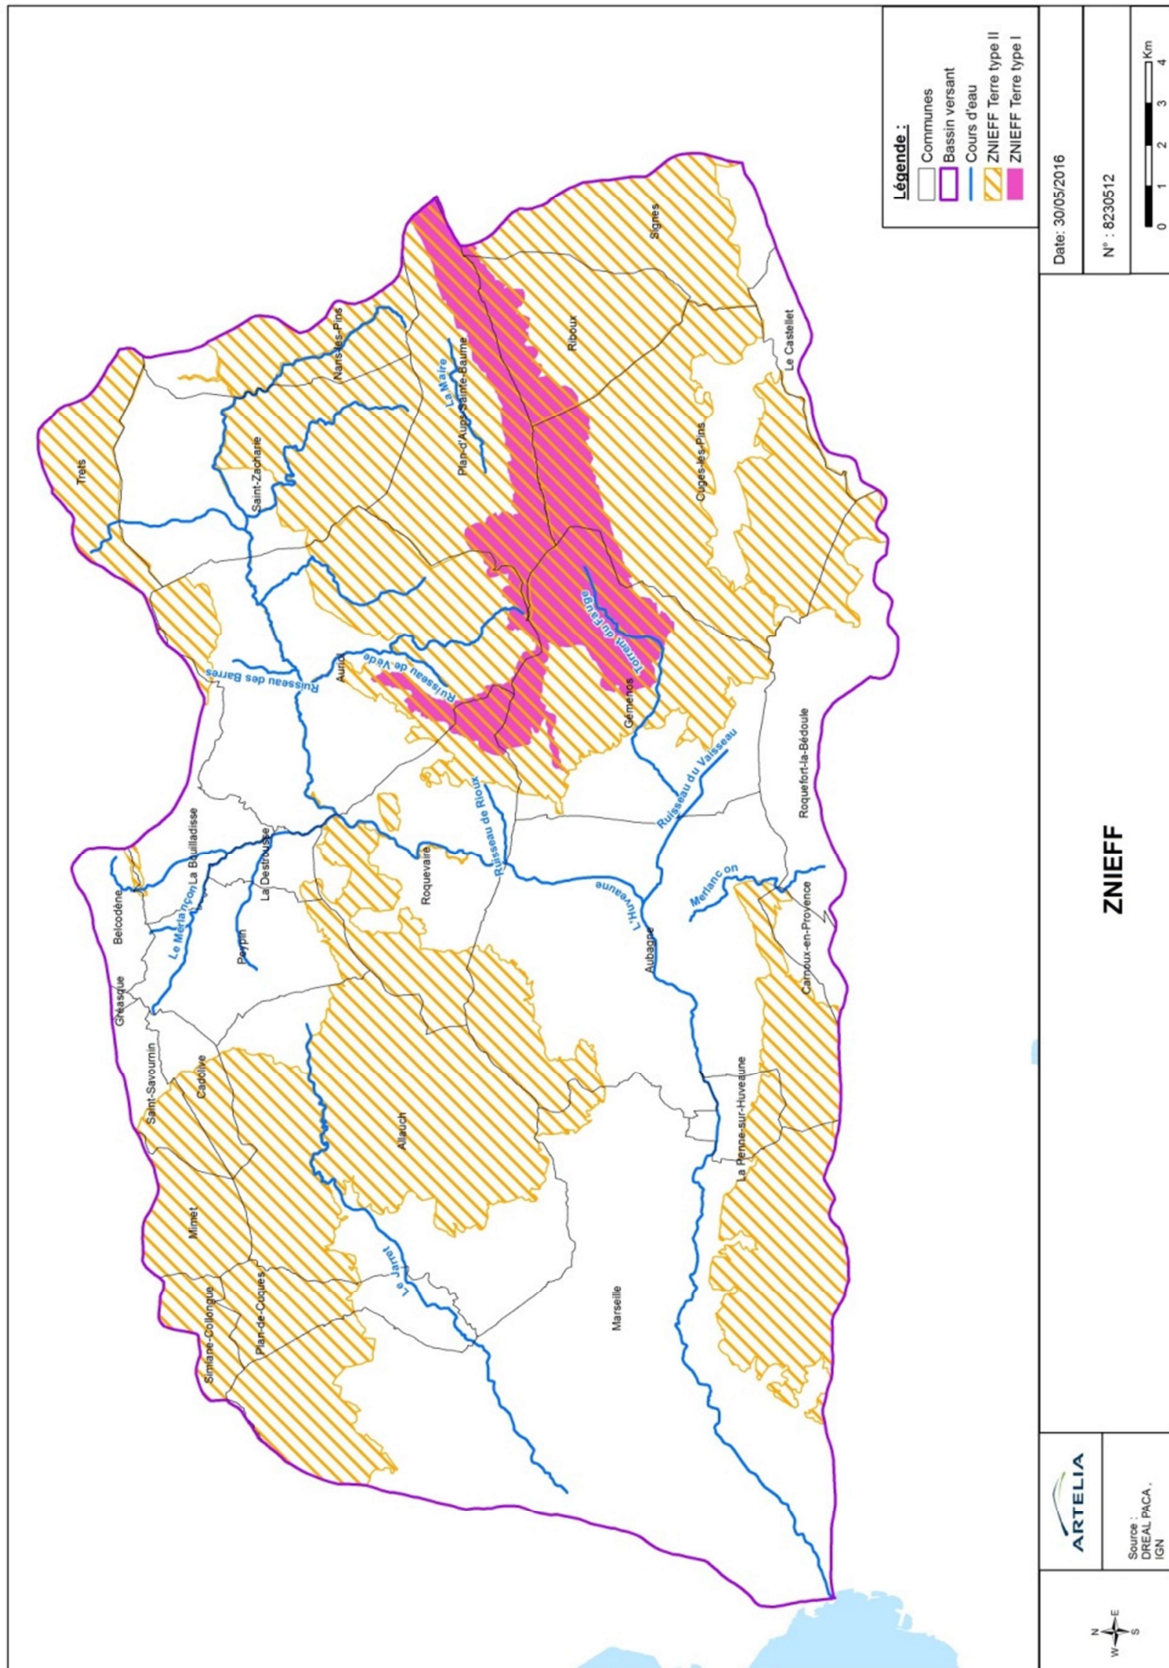 Trets
Saint-Zacharie
Nans-les-Pins
La Maire
Plan-d'Aups-Sainte-Baume
Signes
Riboux
Cuges-les-Pins
Le Castellet
Ruisseau des Barres
Auriol
Ruisseau de Vède
Torrent du Fauge
Gémenos
Belcodène
La Bouilladisse
Le Merlançon
La Destrousse
Peypin
Gréasque
Saint-Savournin
Cadolive
Roquevaire
Ruisseau de Rioux
L'Huveaune
Aubagne
Ruisseau du Vaisseau
Merlançon
Roquefort-la-Bédoule
Carnoux-en-Provence
Mimet
Simiane-Collongue
Plan-de-Cuques
Allauch
Le Jarret
Marseille
La Penne-sur-Huveaune
Légende :
Communes
Bassin versant
Cours d'eau
ZNIEFF Terre type II
ZNIEFF Terre type I
N
W E
S
ARTELIA
Source :
DREAL PACA ,
IGN
ZNIEFF
Date: 30/05/2016
N° : 8230512
0 1 2 3 4
Km